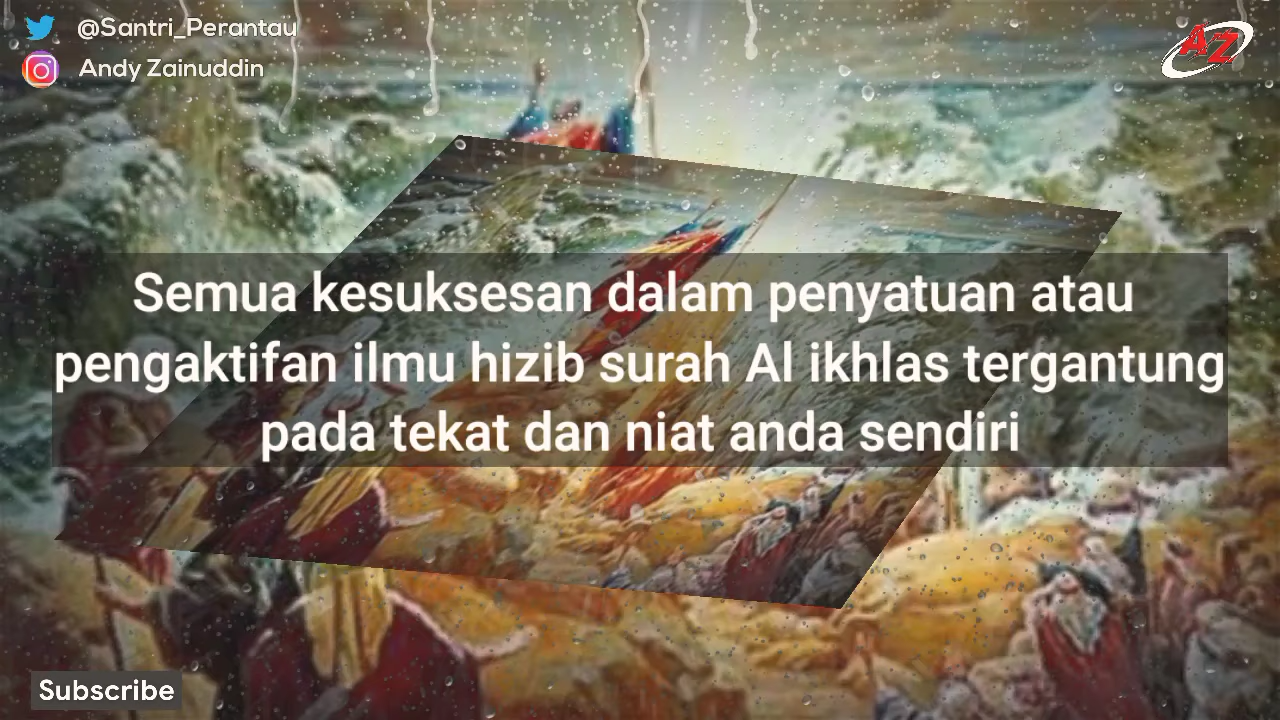 @Santri_Perantau
Andy Zainuddin
AZ
Semua kesuksesan dalam penyatuan atau
pengaktifan ilmu hizib surah Al ikhlas tergantung
pada tekat dan niat anda sendiri
Subscribe